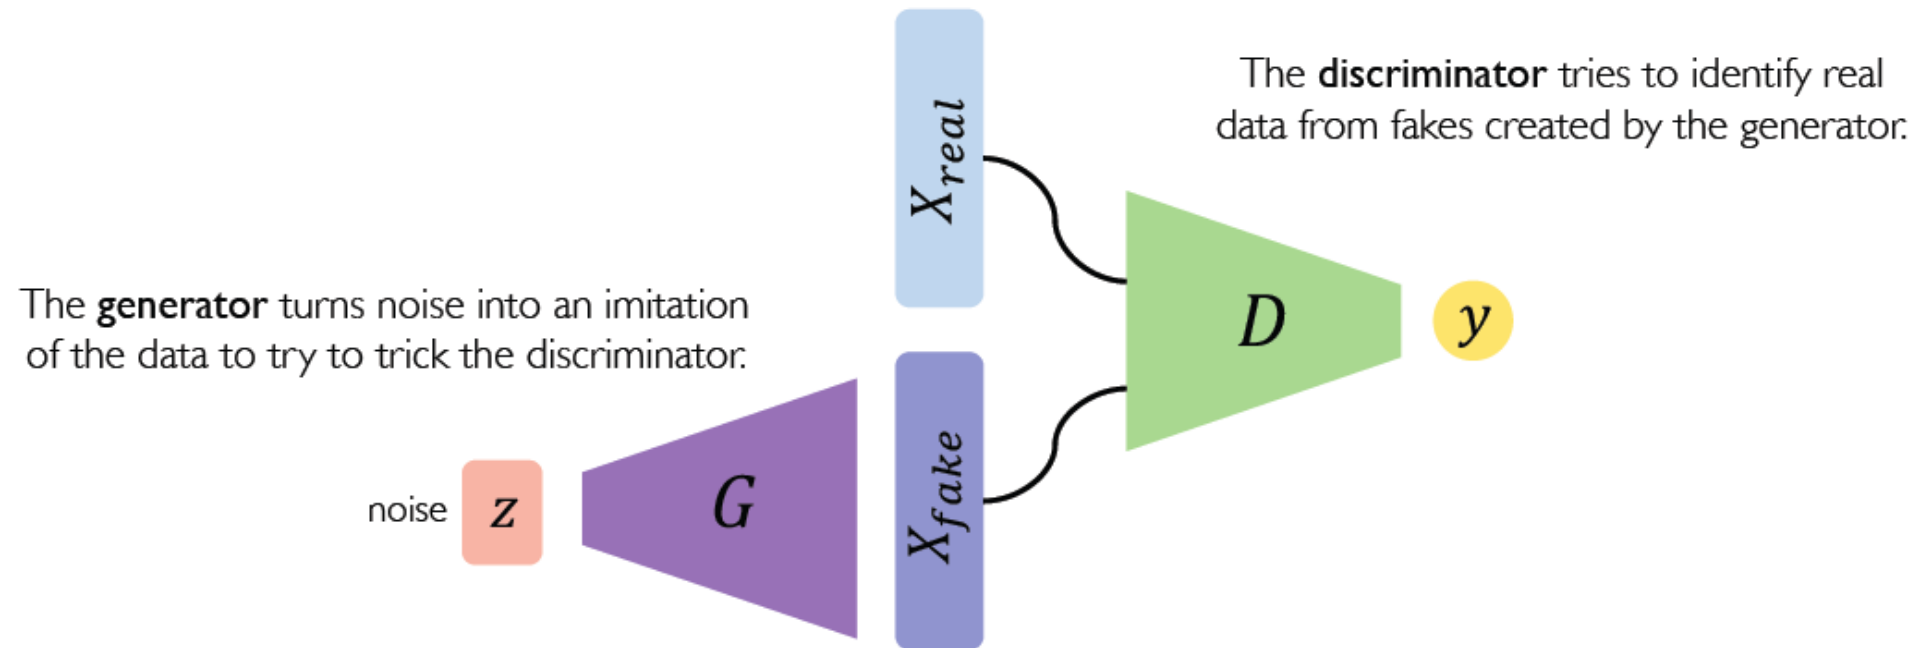 The discriminator tries to identify real
data from fakes created by the generator.
X_real
The generator turns noise into an imitation
of the data to try to trick the discriminator.
D
y
noise
z
G
X_fake